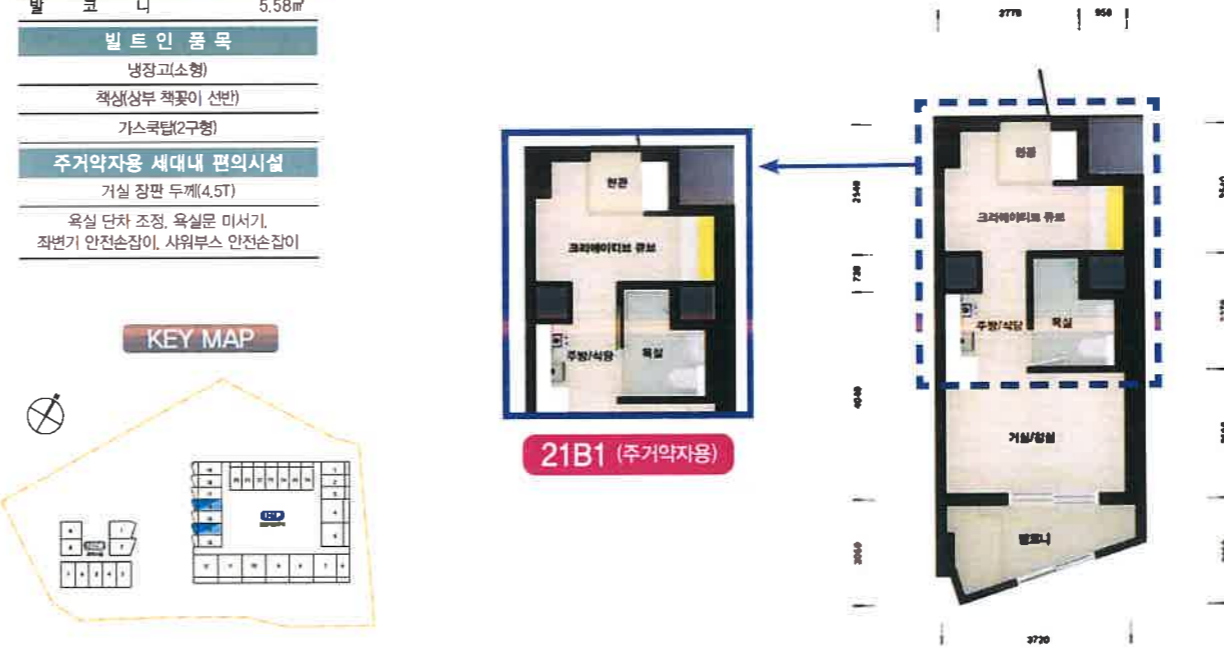 발 코 니 5.58㎡
빌트인 품목
냉장고(소형)
책상(상부 책꽂이 선반)
가스쿡탑(2구형)
주거약자용 세대내 편의시설
거실 장판 두께(4.5T)
욕실 단차 조정, 욕실문 미서기,
좌변기 안전손잡이, 샤워부스 안전손잡이
KEY MAP
현관
크리에이티브 큐브
주방/식당
욕실
21B1 (주거약자용)
3770
950
현관
크리에이티브 큐브
주방/식당
욕실
거실/침실
발코니
730
4040
3720